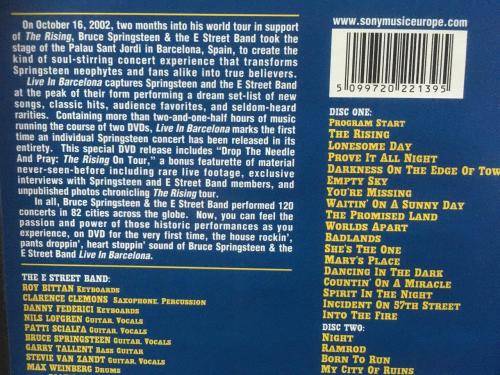 On October 16, 2002, two months into his world tour in support
of The Rising, Bruce Springsteen & the E Street Band took the
stage of the Palau Sant Jordi in Barcelona, Spain, to create the
kind of soul-stirring concert experience that transforms
Springsteen neophytes and fans alike into true believers.
Live In Barcelona captures Springsteen and the E Street Band
at the peak of their form performing a dream set-list of new
songs, classic hits, audience favorites, and seldom-heard
rarities. Containing more than two-and-one-half hours of music
running the course of two DVDs, Live In Barcelona marks the first
time an individual Springsteen concert has been released in its
entirety. This special DVD release includes "Drop The Needle
And Pray: The Rising On Tour," a bonus featurette of material
never-seen-before including rare live footage, exclusive
interviews with Springsteen and E Street Band members, and
unpublished photos chronicling The Rising tour.
In all, Bruce Springsteen & the E Street Band performed 120
concerts in 82 cities across the globe. Now, you can feel the
passion and power of those historic performances as you
experience, on DVD for the very first time, the house rockin',
pants droppin', heart stoppin' sound of Bruce Springsteen & the
E Street Band Live In Barcelona.
THE E STREET BAND:
ROY BITTAN KEYBOARDS
CLARENCE CLEMONS SAXOPHONE, PERCUSSION
DANNY FEDERICI KEYBOARDS
NILS LOFGREN GUITAR, VOCALS
PATTI SCIALFA GUITAR, VOCALS
BRUCE SPRINGSTEEN GUITAR, VOCALS
GARRY TALLENT BASS GUITAR
STEVIE VAN ZANDT GUITAR, VOCALS
MAX WEINBERG DRUMS
www.sonymusiceurope.com
5 099720 221395
DISC ONE:
PROGRAM START
THE RISING
LONESOME DAY
PROVE IT ALL NIGHT
DARKNESS ON THE EDGE OF TOW
EMPTY SKY
YOU'RE MISSING
WAITIN' ON A SUNNY DAY
THE PROMISED LAND
WORLDS APART
BADLANDS
SHE'S THE ONE
MARY'S PLACE
DANCING IN THE DARK
COUNTIN' ON A MIRACLE
SPIRIT IN THE NIGHT
INCIDENT ON 57TH STREET
INTO THE FIRE
DISC TWO:
NIGHT
RAMROD
BORN TO RUN
MY CITY OF RUINS